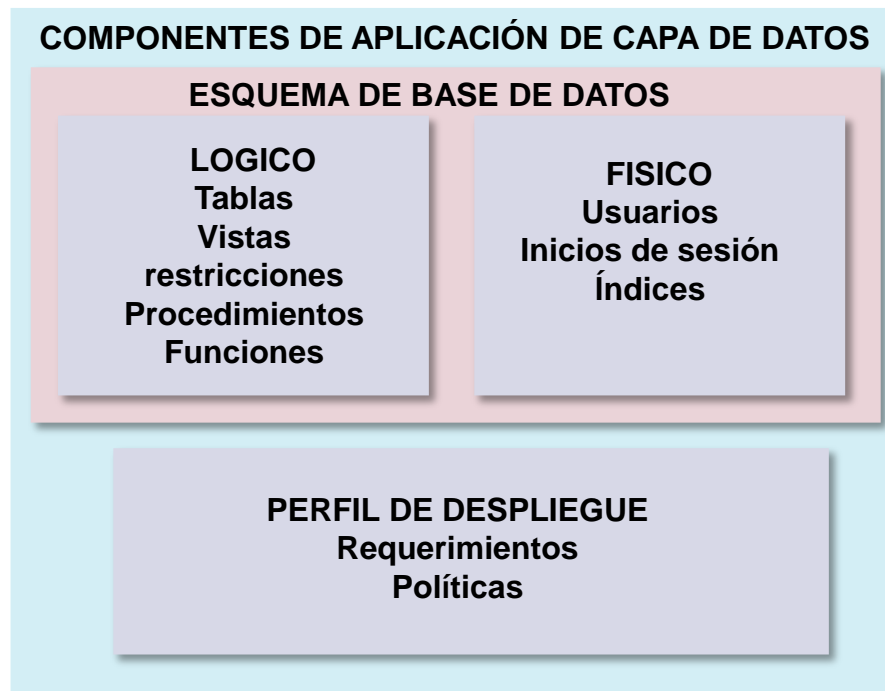 COMPONENTES DE APLICACIÓN DE CAPA DE DATOS
ESQUEMA DE BASE DE DATOS
LOGICO
Tablas
Vistas
restricciones
Procedimientos
Funciones
FISICO
Usuarios
Inicios de sesión
Índices
PERFIL DE DESPLIEGUE
Requerimientos
Políticas